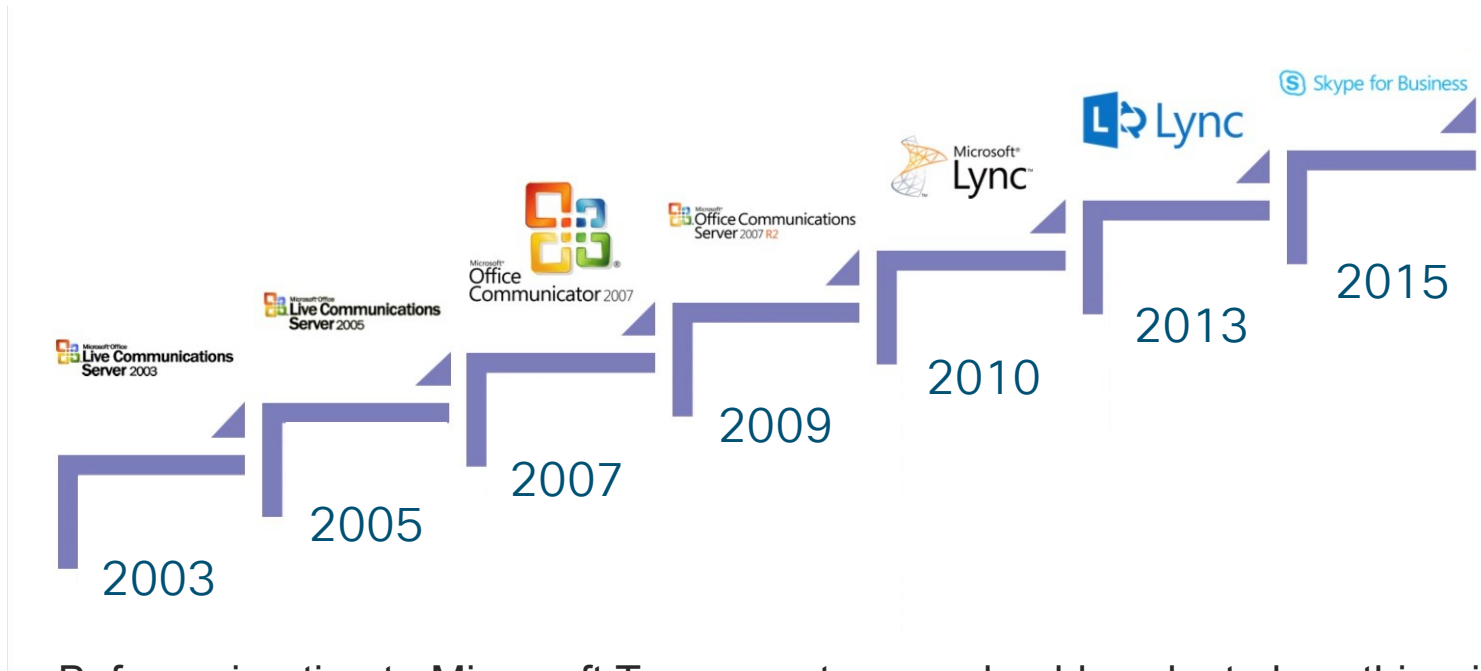 Microsoft Office
Live Communications
Server 2003
2003
Microsoft Office
Live Communications
Server 2005
2005
Microsoft®
Office
Communicator 2007
2007
Microsoft®
Office Communications
Server 2007 R2
2009
Microsoft®
Lync™
2010
L Lync
2013
S Skype for Business
2015